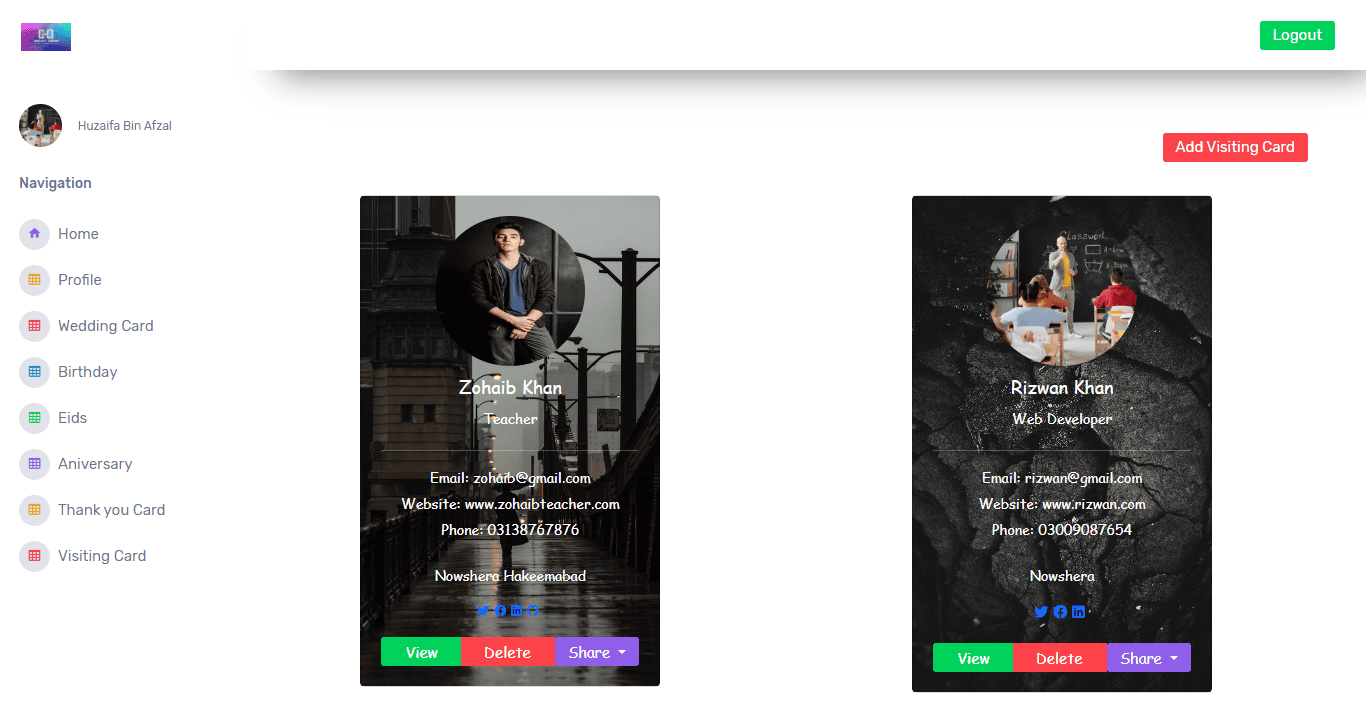 Logout
Huzaifa Bin Afzal
Navigation
Home
Profile
Wedding Card
Birthday
Eids
Aniversary
Thank you Card
Visiting Card
Add Visiting Card
Zohaib Khan
Teacher
Email: zohaib@gmail.com
Website: www.zohaibteacher.com
Phone: 03138767876
Nowshera Hakeemabad
View Delete Share
Classwork
Rizwan Khan
Web Developer
Email: rizwan@gmail.com
Website: www.rizwan.com
Phone: 03009087654
Nowshera
View Delete Share